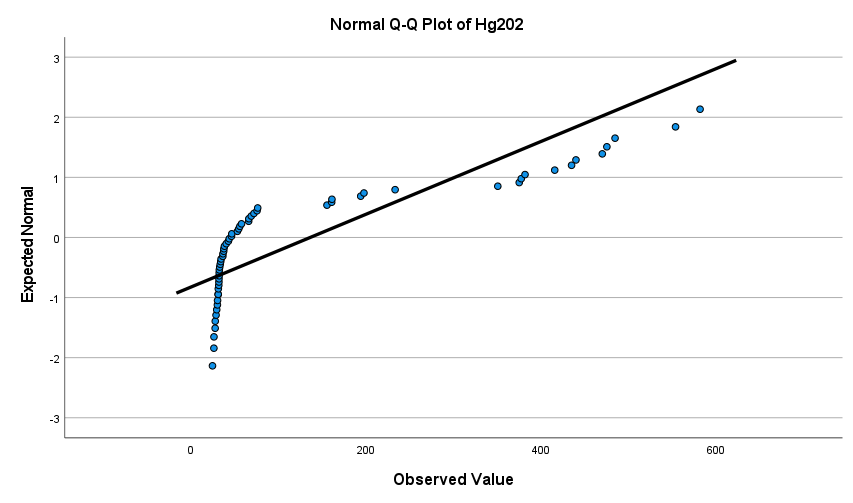 Normal Q-Q Plot of Hg202
3
2
1
0
-1
-2
-3
Expected Normal
0 200 400 600
Observed Value